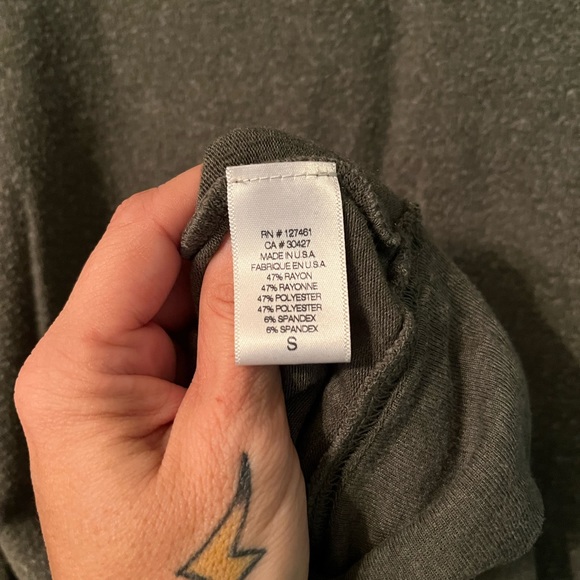 RN # 127461
CA # 30427
MADE IN U.S.A.
FABRIQUE EN U.S.A.
47% RAYON
47% RAYONNE
47% POLYESTER
47% POLYESTER
6% SPANDEX
6% SPANDEX
S